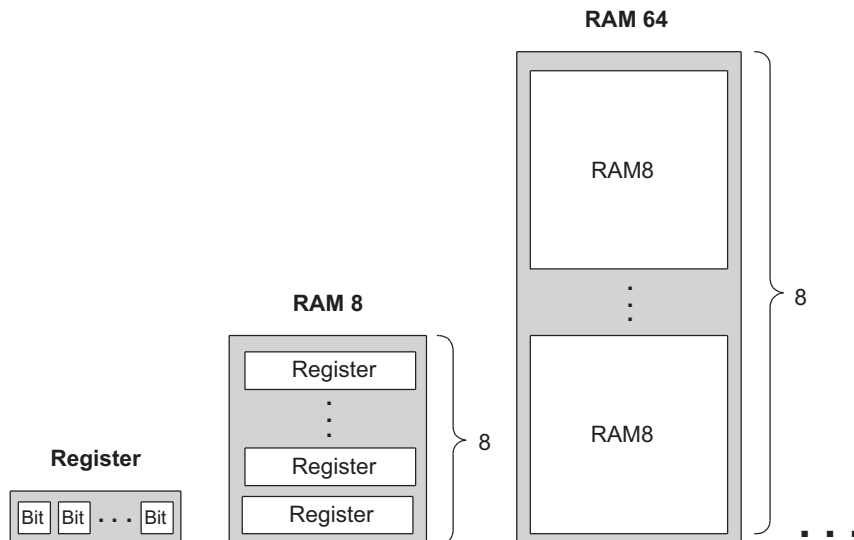 RAM 64
RAM8
.
.
.
8
RAM8
RAM 8
Register
.
.
.
Register
Register
8
Register
Bit Bit . . . Bit
. . .